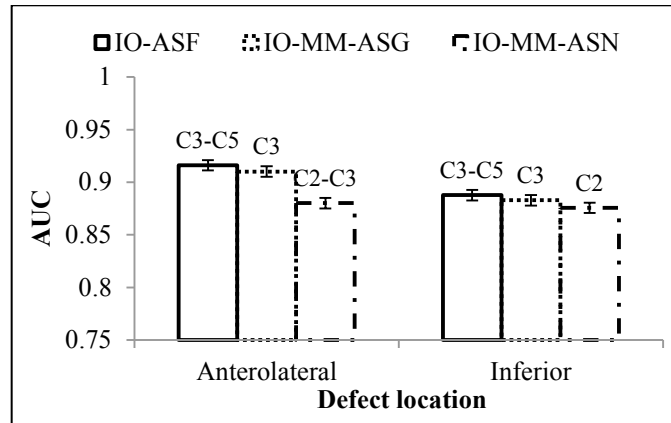 IO-ASF IO-MM-ASG IO-MM-ASN
1
0.95
0.9
0.85
0.8
0.75
AUC
C3-C5 C3 C2-C3
C3-C5 C3 C2
Anterolateral Inferior
Defect location